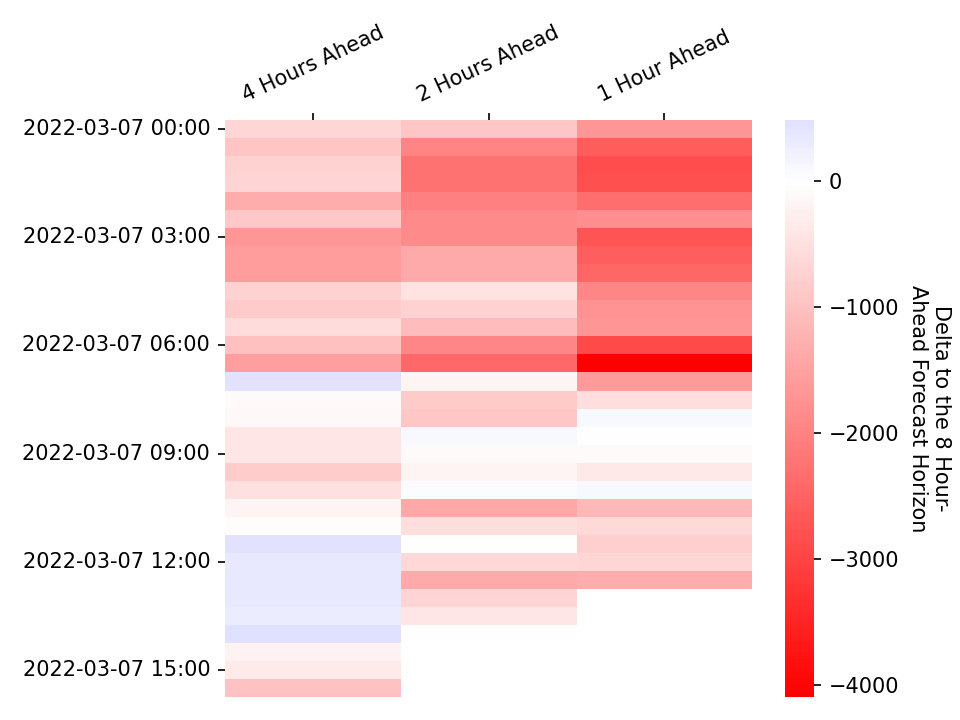 4 Hours Ahead
2 Hours Ahead
1 Hour Ahead
2022-03-07 00:00
2022-03-07 03:00
2022-03-07 06:00
2022-03-07 09:00
2022-03-07 12:00
2022-03-07 15:00
0
−1000
−2000
−3000
−4000
Delta to the 8 Hour-
Ahead Forecast Horizon